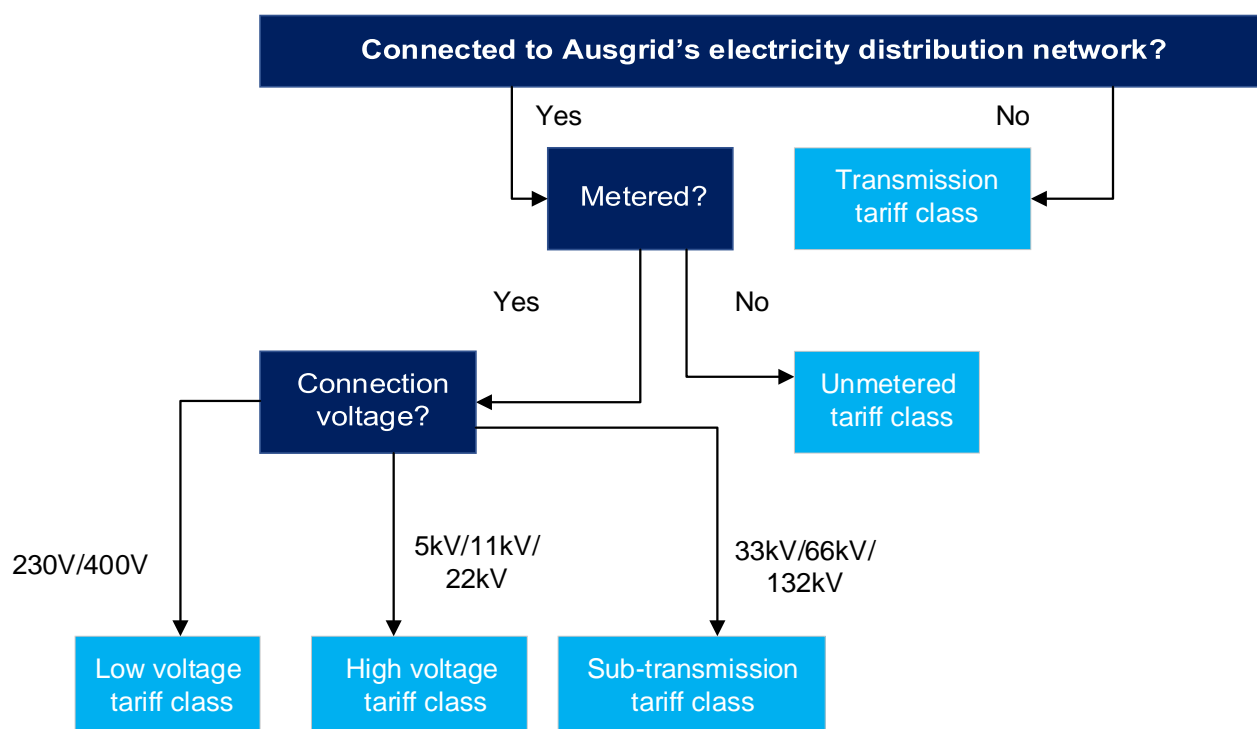 Connected to Ausgrid's electricity distribution network?
Yes
No
Metered?
Transmission
tariff class
Yes
No
Connection
voltage?
Unmetered
tariff class
230V/400V
5kV/11kV/
22kV
33kV/66kV/
132kV
Low voltage
tariff class
High voltage
tariff class
Sub-transmission
tariff class